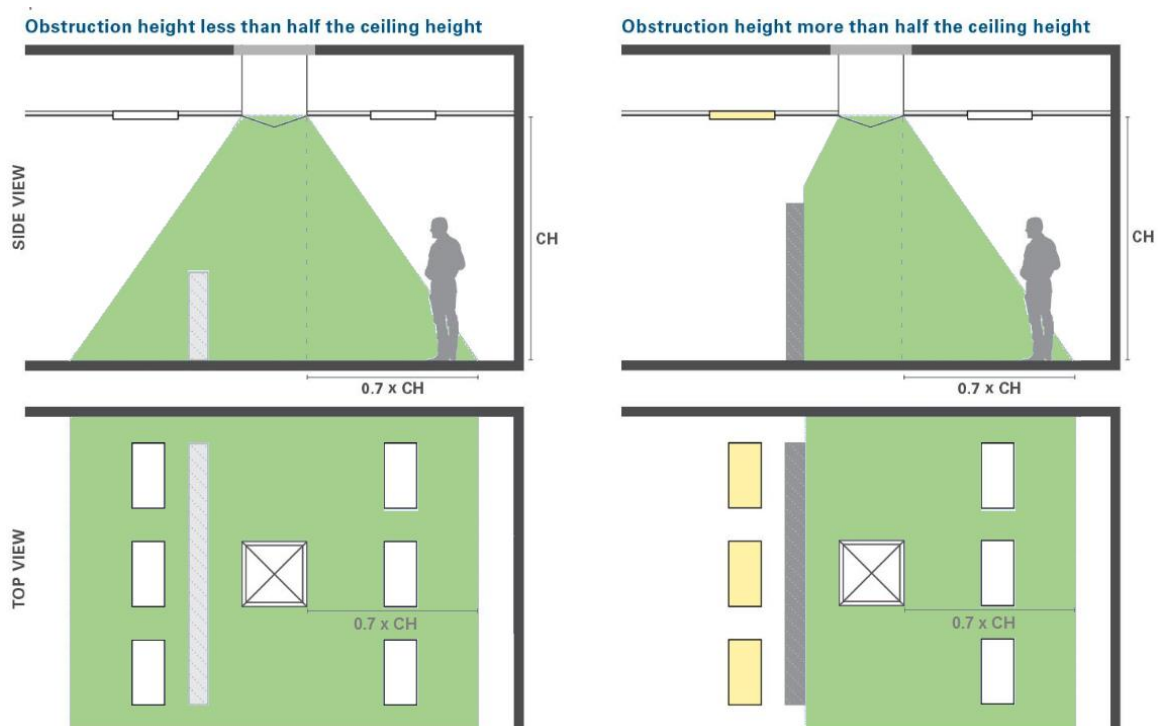 Obstruction height less than half the ceiling height
Obstruction height more than half the ceiling height
SIDE VIEW
CH
0.7 x CH
CH
0.7 x CH
TOP VIEW
0.7 x CH
0.7 x CH